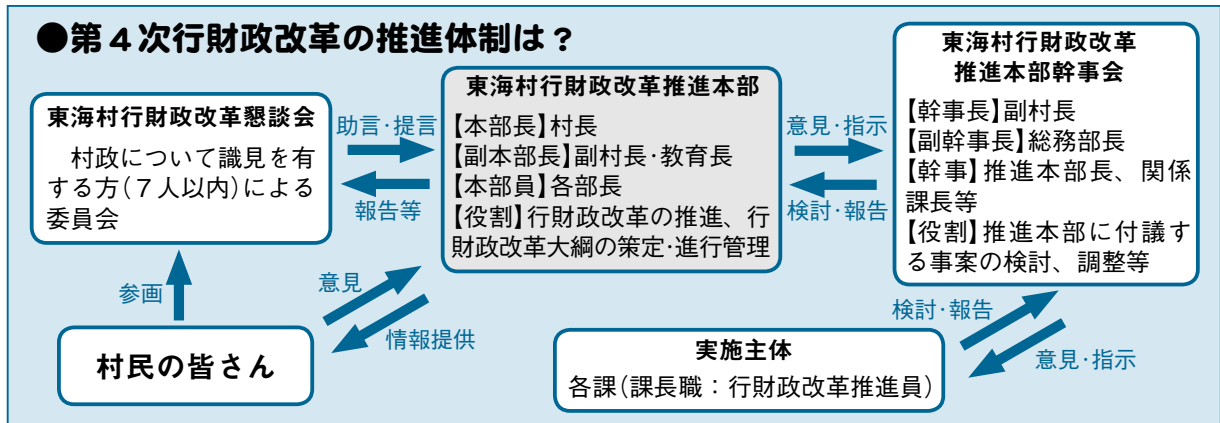 ●第４次行財政改革の推進体制は？
東海村行財政改革懇談会
村政について識見を有
する方(７人以内)による
委員会
助言・提言
報告等
東海村行財政改革推進本部
【本部長】村長
【副本部長】副村長・教育長
【本部員】各部長
【役割】行財政改革の推進、行
財政改革大綱の策定・進行管理
意見・指示
検討・報告
東海村行財政改革
推進本部幹事会
【幹事長】副村長
【副幹事長】総務部長
【幹事】推進本部長、関係
課長等
【役割】推進本部に付議す
る事案の検討、調整等
参画
意見
情報提供
村民の皆さん
検討・報告
意見・指示
実施主体
各課(課長職：行財政改革推進員)